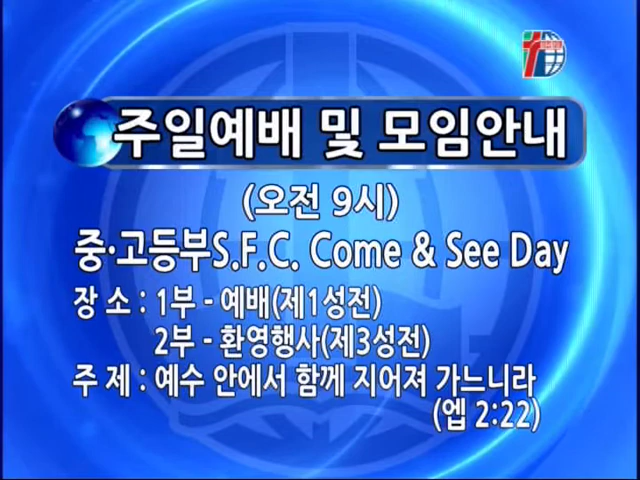 주일예배 및 모임안내
(오전 9시)
중·고등부S.F.C. Come & See Day
장 소 : 1부 - 예배(제1성전)
2부 - 환영행사(제3성전)
주 제 : 예수 안에서 함께 지어져 가느니라
(엡 2:22)